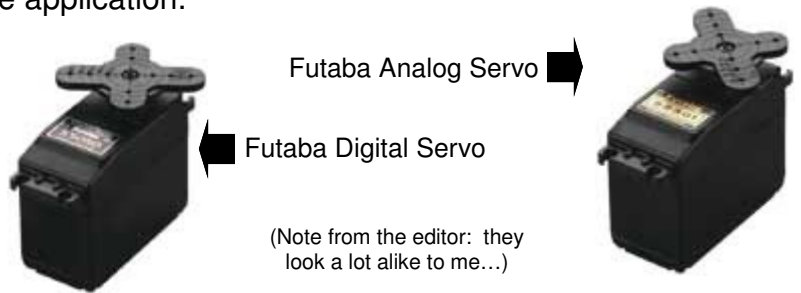 e application.
Futaba Analog Servo
Futaba Digital Servo
(Note from the editor: they
look a lot alike to me…)